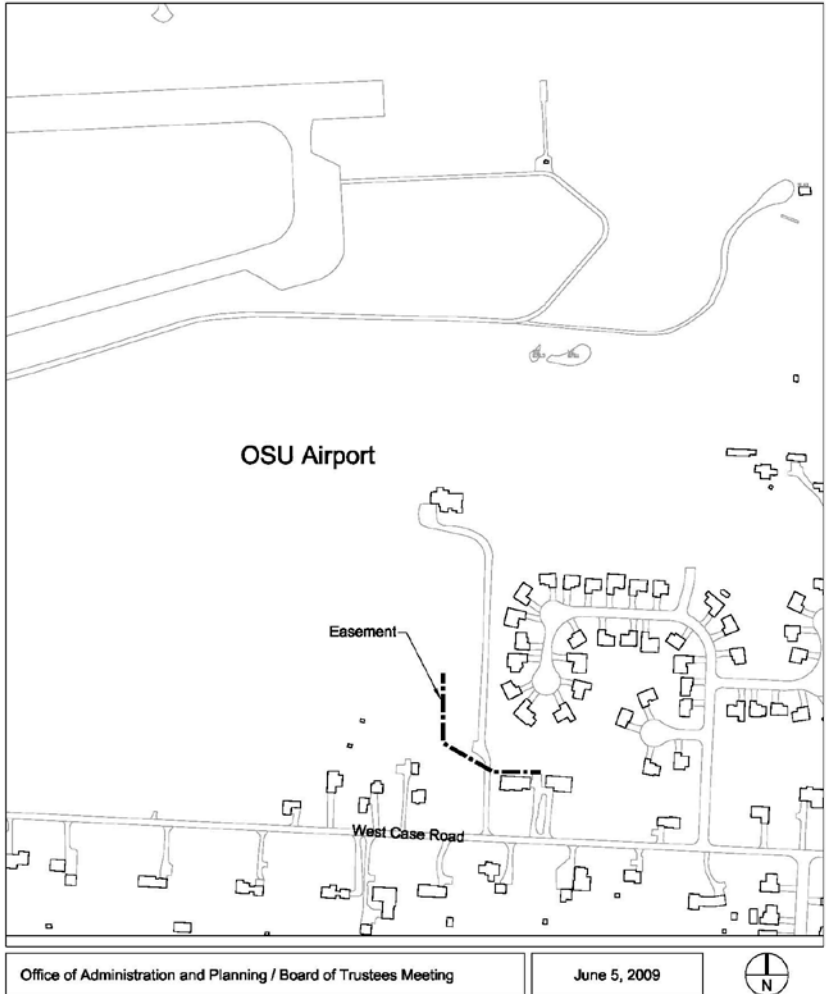 OSU Airport
Easement
West Case Road
Office of Administration and Planning / Board of Trustees Meeting
June 5, 2009
N